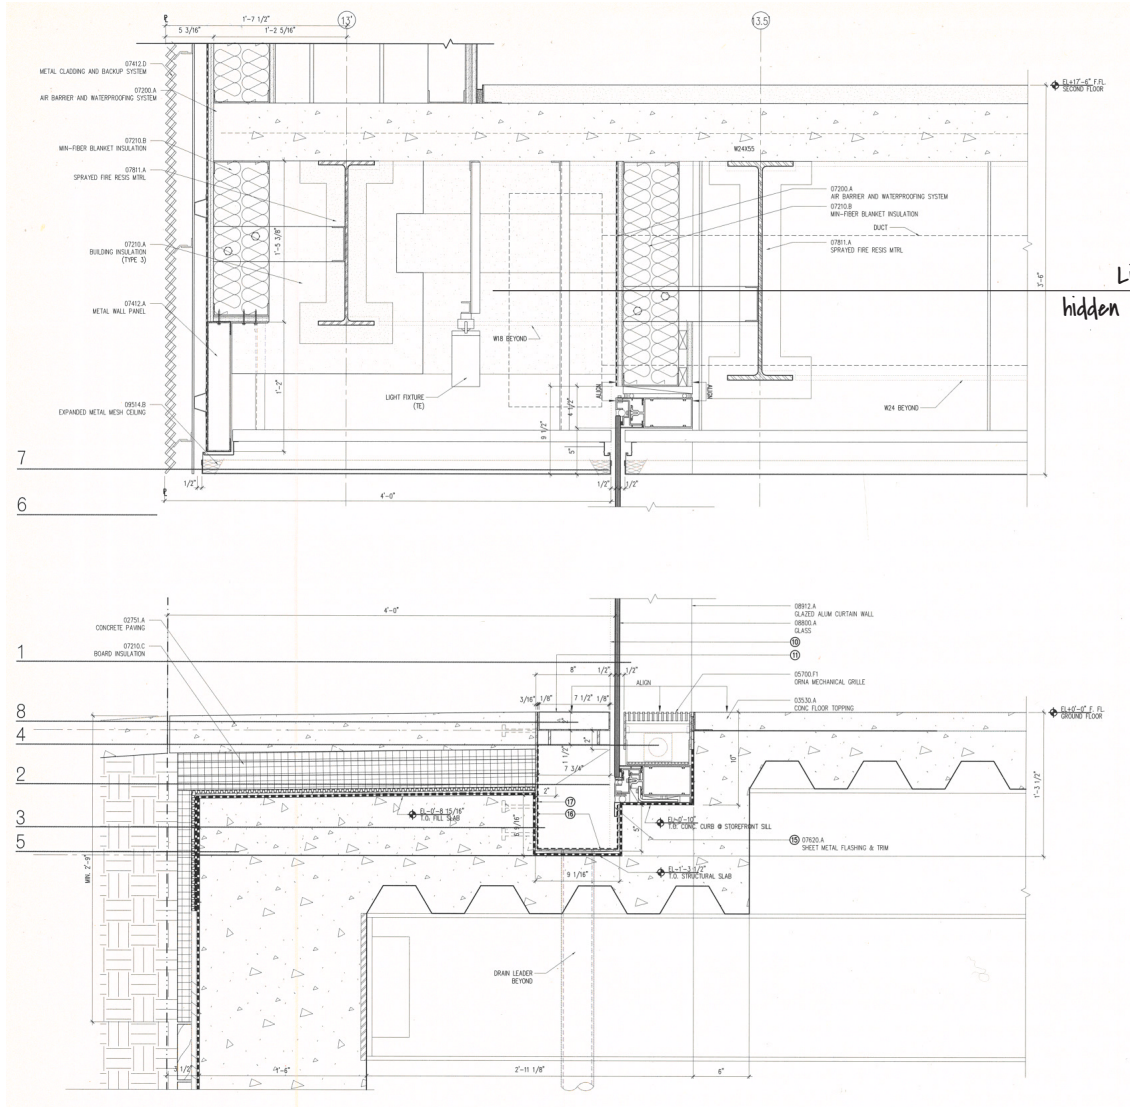 1'-7 1/2"
13'
13.5
5 3/16"
1'-2 5/16"
07412.D
METAL CLADDING AND BACKUP SYSTEM
07200.A
AIR BARRIER AND WATERPROOFING SYSTEM
07210.B
MIN-FIBER BLANKET INSULATION
07811.A
SPRAYED FIRE RESIS MTRL
07210.A
BUILDING INSULATION
(TYPE 3)
07412.A
METAL WALL PANEL
09514.B
EXPANDED METAL MESH CEILING
EL+17'-6" F.FL.
SECOND FLOOR
W24X55
07200.A
AIR BARRIER AND WATERPROOFING SYSTEM
07210.B
MIN-FIBER BLANKET INSULATION
DUCT
07811.A
SPRAYED FIRE RESIS MTRL
1'-5 3/8"
3'-6"
Li
hidden
W18 BEYOND
1'-2"
LIGHT FIXTURE
(TE)
ALIGN
ALIGN
4 1/2"
9 1/2"
5"
W24 BEYOND
7
1/2"
4'-0"
1/2"
1/2"
6
4'-0"
02751.A
CONCRETE PAVING
07210.C
BOARD INSULATION
08912.A
GLAZED ALUM CURTAIN WALL
08800.A
GLASS
10
11
1
8"
1/2"
1/2"
ALIGN
05700.F1
ORNA MECHANICAL GRILLE
3/16"
1/8"
7 1/2"
1/8"
03530.A
CONC FLOOR TOPPING
EL+0'-0" F. FL.
GROUND FLOOR
8
4
2"
1 1/2"
7 3/4"
10"
2
2"
17
16
EL-0'-8 15/16"
T.O. FILL SLAB
EL-0'-10"
T.O. CONC. CURB @ STOREFRONT SILL
1'-3 1/2"
3
6 9/16"
5"
15 07620.A
SHEET METAL FLASHING & TRIM
5
MIN. 2'-9"
9 1/16"
EL-1'-3 1/2"
T.O. STRUCTURAL SLAB
DRAIN LEADER
BEYOND
3 1/2"
1'-6"
2'-11 1/8"
6"